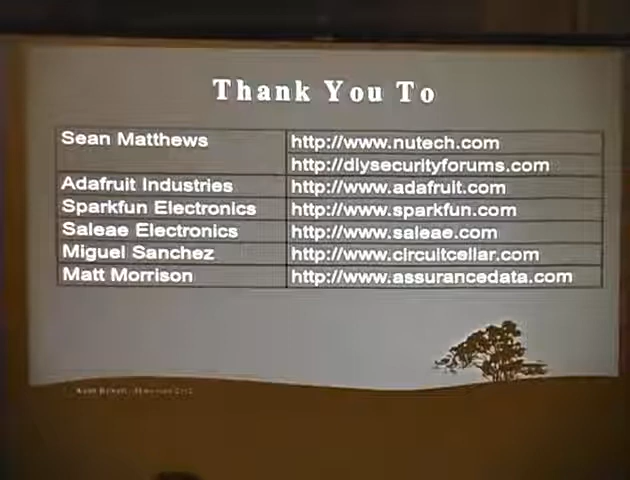 Thank You To
Sean Matthews http://www.nutech.com
http://diysecurityforums.com
Adafruit Industries http://www.adafruit.com
Sparkfun Electronics http://www.sparkfun.com
Saleae Electronics http://www.saleae.com
Miguel Sanchez http://www.circuitcellar.com
Matt Morrison http://www.assurancedata.com